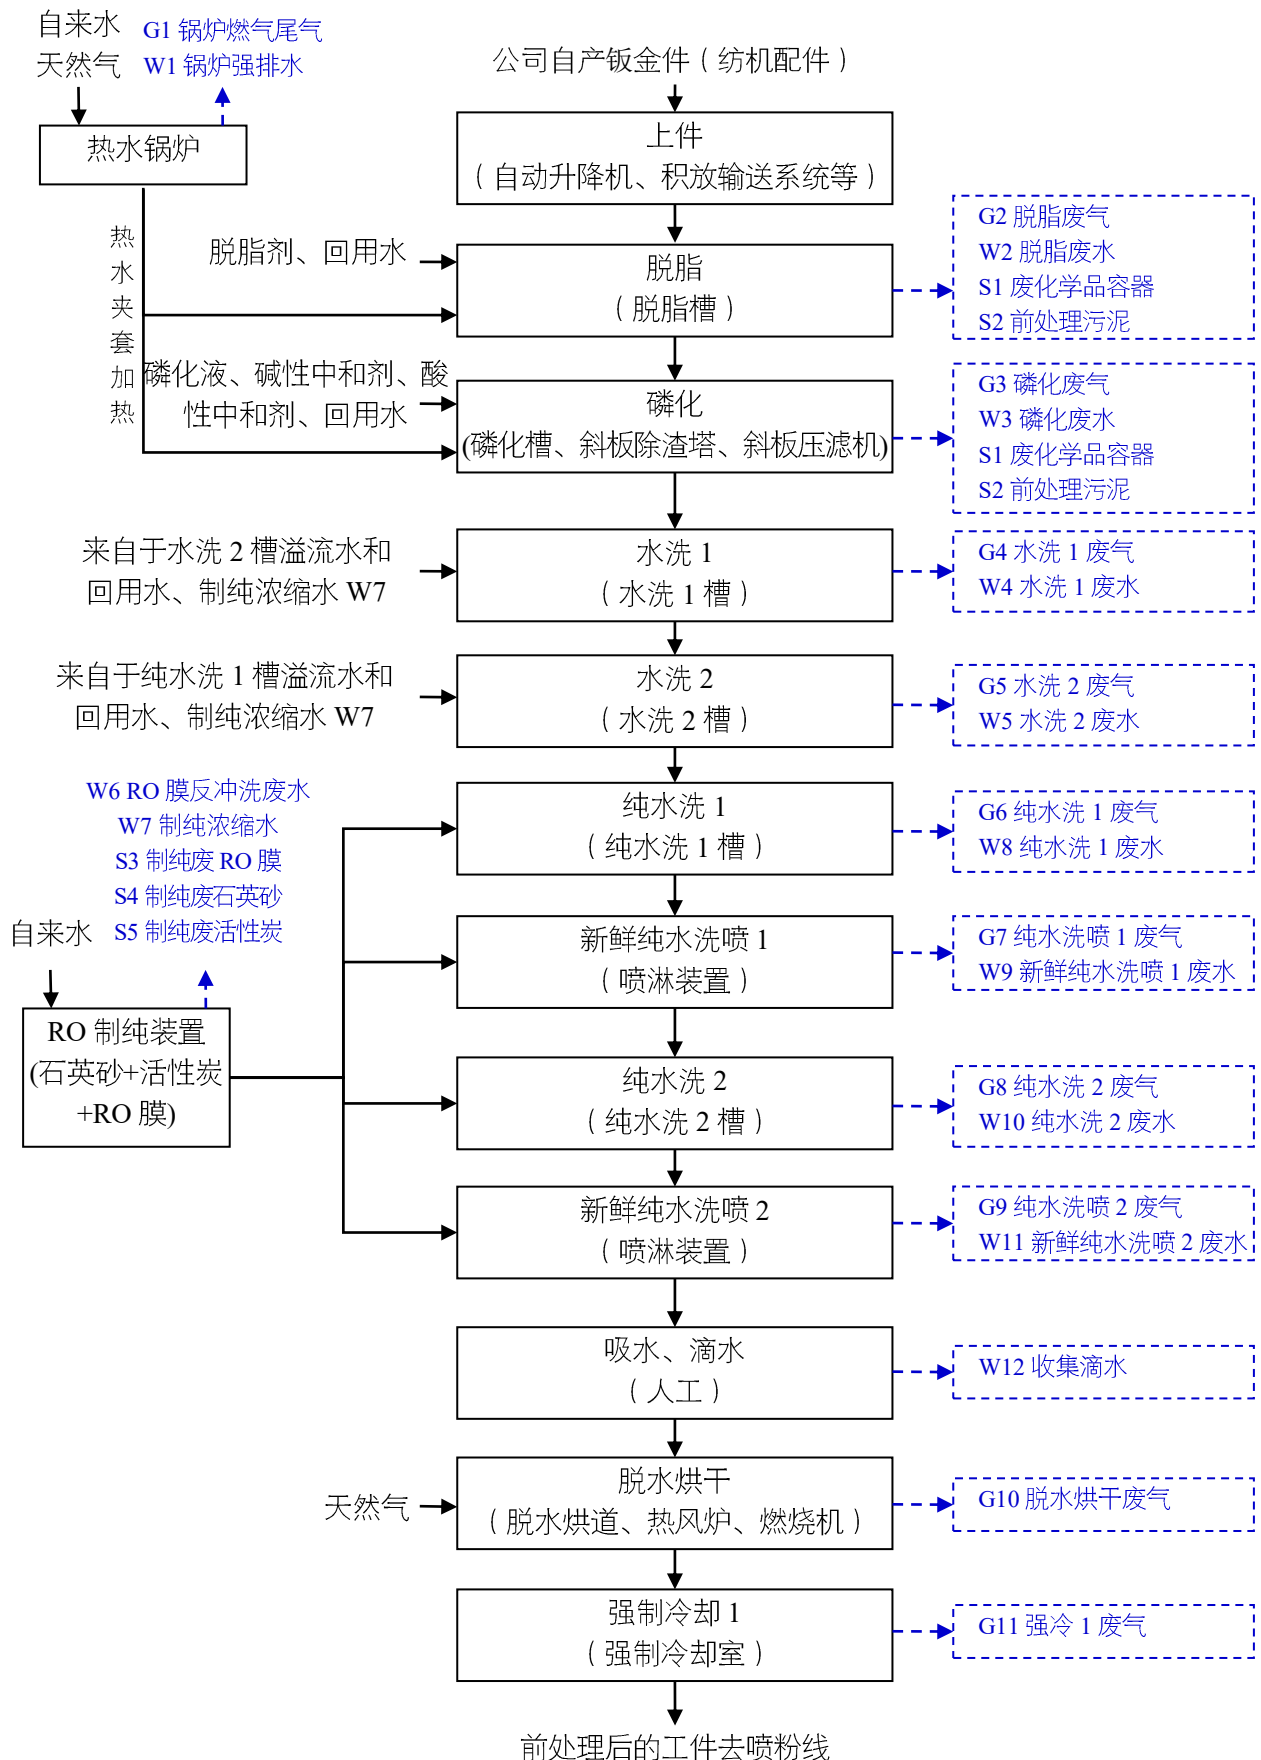 自来水
天然气
G1 锅炉燃气尾气
W1 锅炉强排水
公司自产钣金件（纺机配件）
热水锅炉
上件
（自动升降机、积放输送系统等）
热
水
夹
套
加
热
脱脂剂、回用水
脱脂
（脱脂槽）
G2 脱脂废气
W2 脱脂废水
S1 废化学品容器
S2 前处理污泥
磷化液、碱性中和剂、酸
性中和剂、回用水
磷化
(磷化槽、斜板除渣塔、斜板压滤机)
G3 磷化废气
W3 磷化废水
S1 废化学品容器
S2 前处理污泥
来自于水洗 2 槽溢流水和
回用水、制纯浓缩水 W7
水洗 1
（水洗 1 槽）
G4 水洗 1 废气
W4 水洗 1 废水
来自于纯水洗 1 槽溢流水和
回用水、制纯浓缩水 W7
水洗 2
（水洗 2 槽）
G5 水洗 2 废气
W5 水洗 2 废水
W6 RO 膜反冲洗废水
W7 制纯浓缩水
S3 制纯废 RO 膜
S4 制纯废石英砂
S5 制纯废活性炭
自来水
RO 制纯装置
(石英砂+活性炭
+RO 膜)
纯水洗 1
（纯水洗 1 槽）
G6 纯水洗 1 废气
W8 纯水洗 1 废水
新鲜纯水洗喷 1
（喷淋装置）
G7 纯水洗喷 1 废气
W9 新鲜纯水洗喷 1 废水
纯水洗 2
（纯水洗 2 槽）
G8 纯水洗 2 废气
W10 纯水洗 2 废水
新鲜纯水洗喷 2
（喷淋装置）
G9 纯水洗喷 2 废气
W11 新鲜纯水洗喷 2 废水
吸水、滴水
（人工）
W12 收集滴水
天然气
脱水烘干
（脱水烘道、热风炉、燃烧机）
G10 脱水烘干废气
强制冷却 1
（强制冷却室）
G11 强冷 1 废气
前处理后的工件去喷粉线